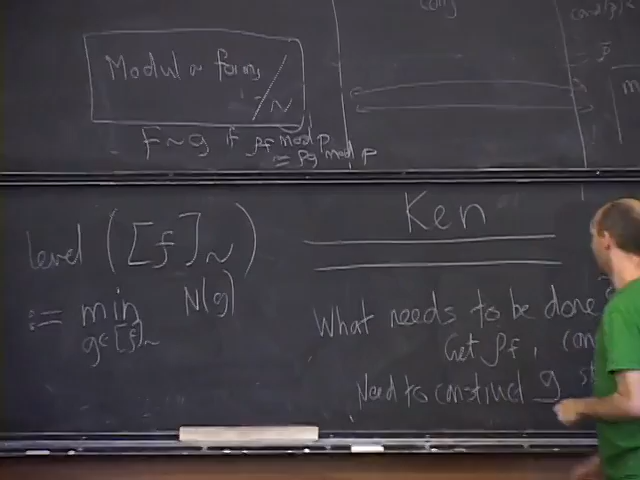 Modular forms / ~
f ~ g if ρf mod p
≅ ρg mod p
level ([f]~)
:= min N(g)
g∈[f]~
Ken
What needs to be done
Get ρf,
Need to construct g